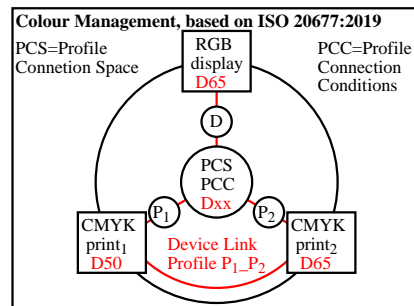 Colour Management, based on ISO 20677:2019
PCS=Profile
Connetion Space
PCC=Profile
Connection
Conditions
RGB
display
D65
D
PCS
PCC
Dxx
P₁
P₂
CMYK
print₁
D50
Device Link
Profile P₁_P₂
CMYK
print₂
D65